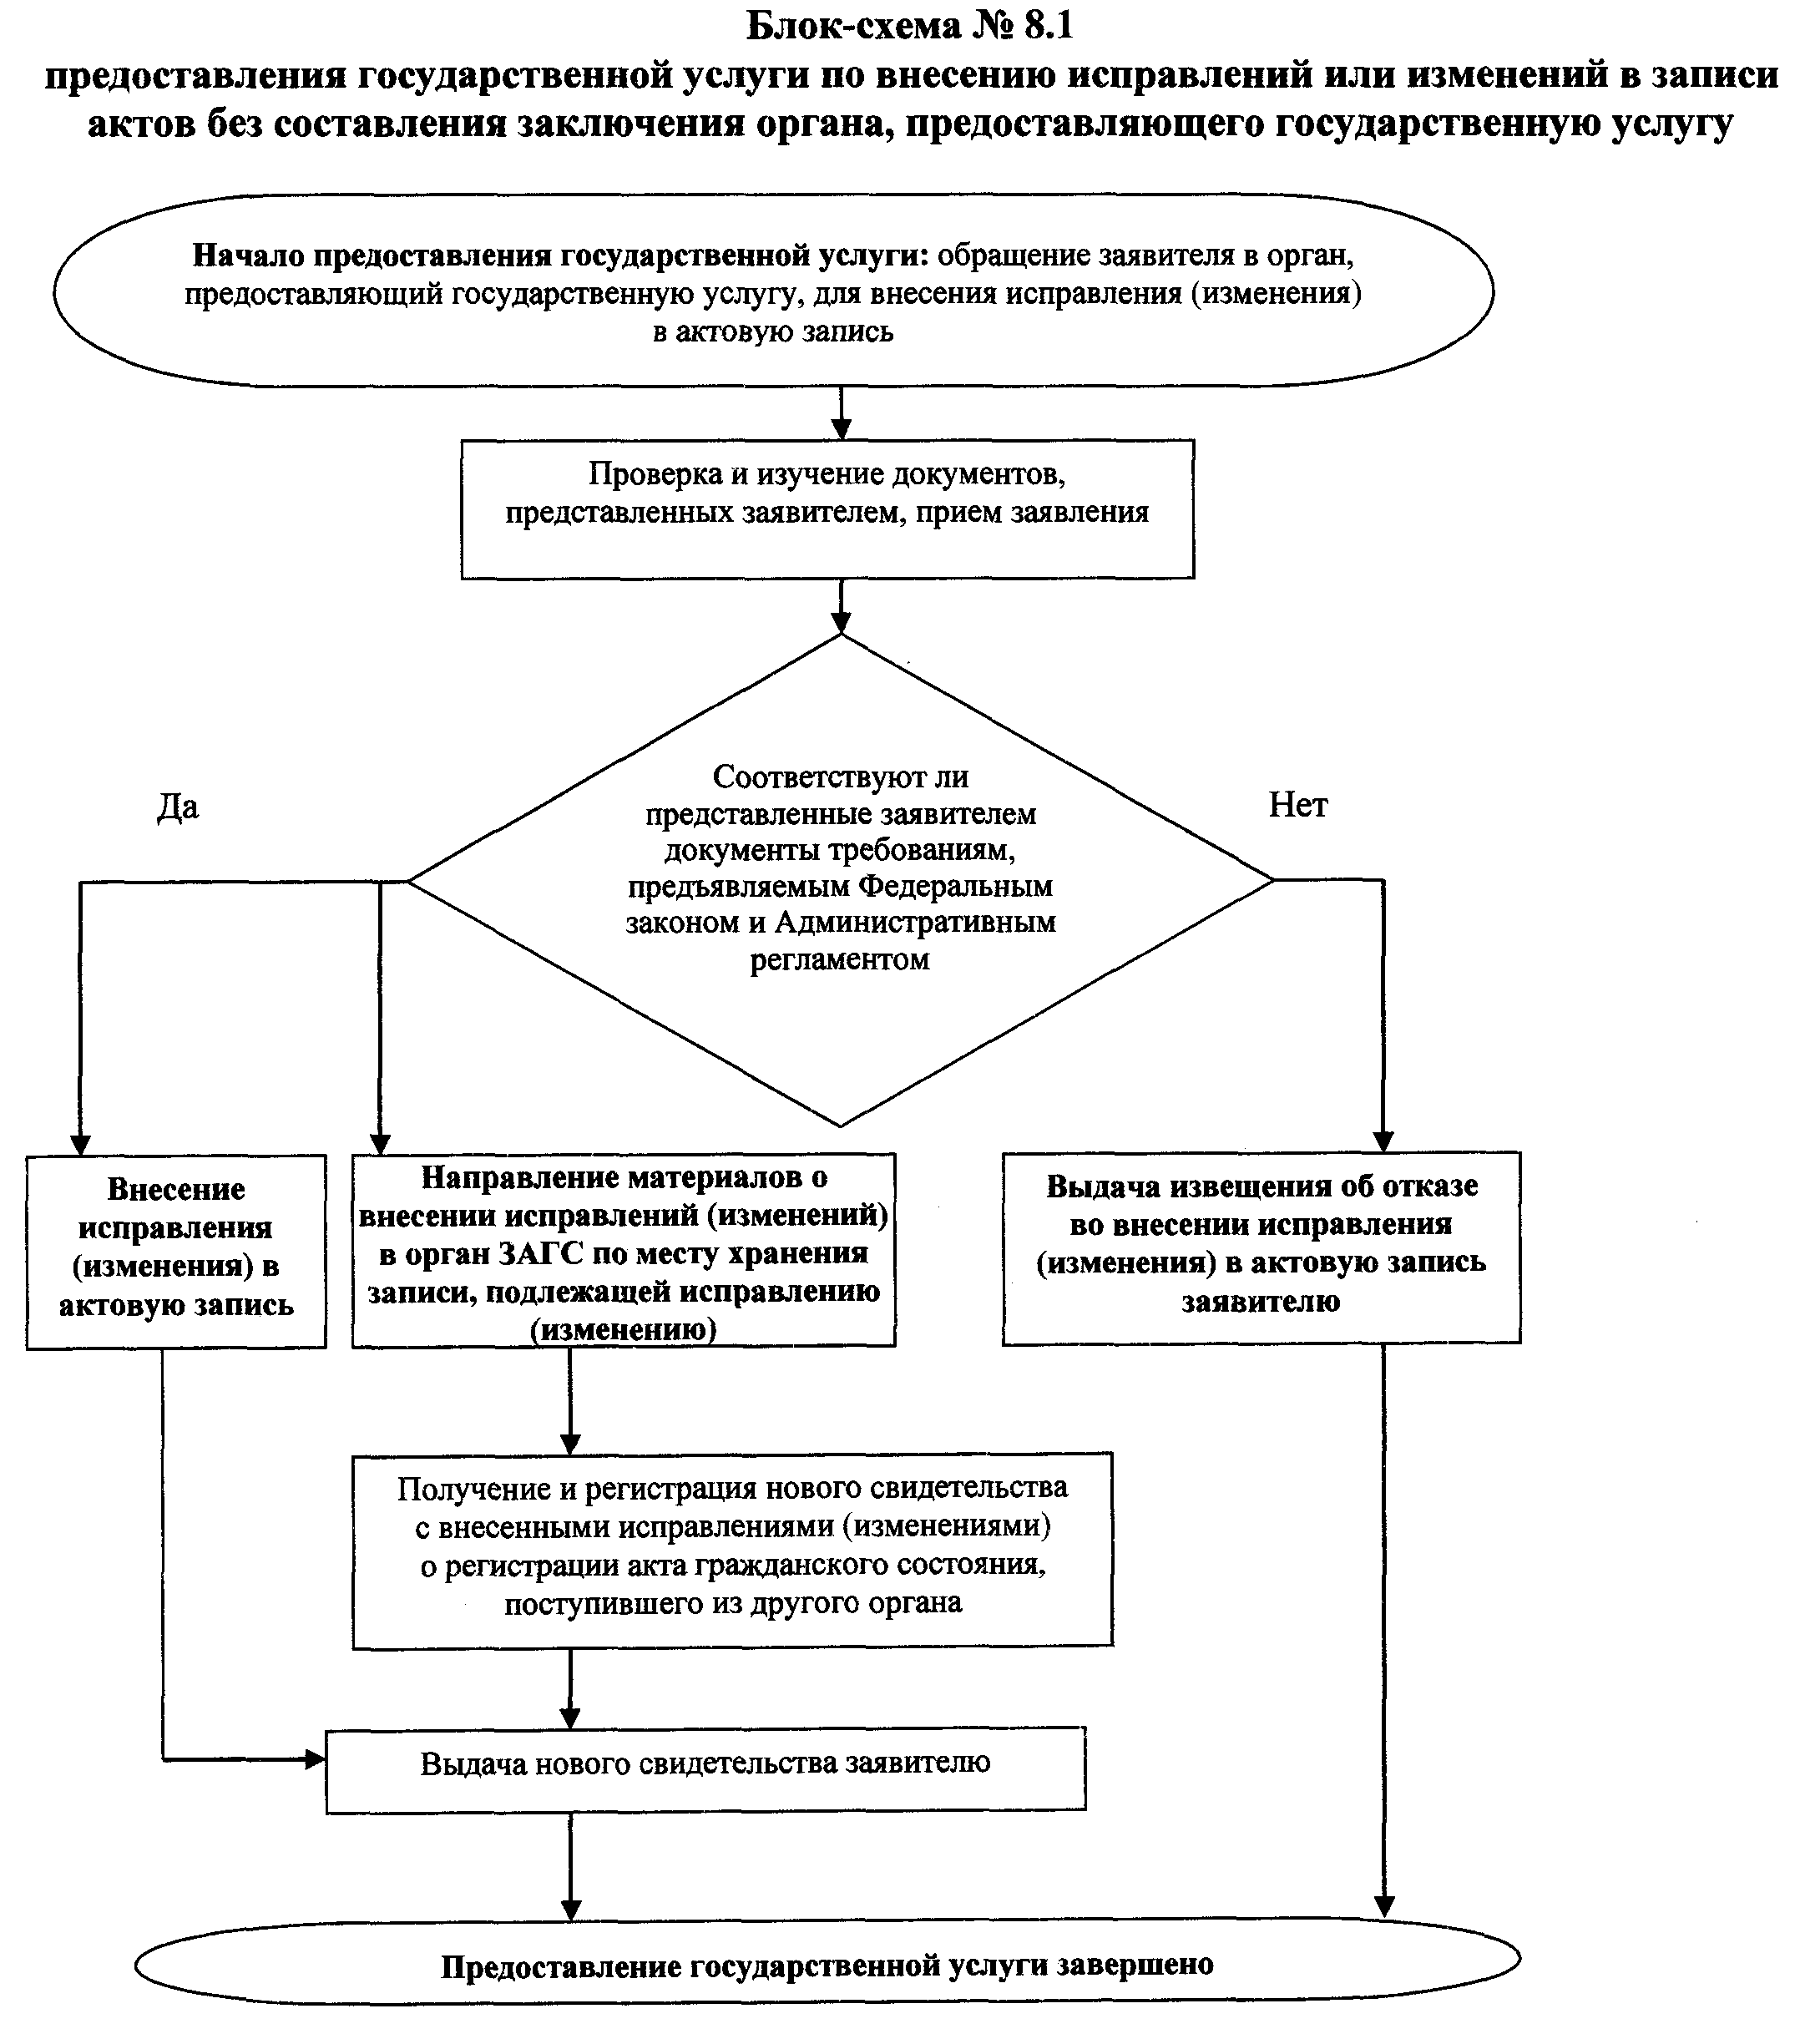 Блок-схема № 8.1
предоставления государственной услуги по внесению исправлений или изменений в записи
актов без составления заключения органа, предоставляющего государственную услугу
Начало предоставления государственной услуги: обращение заявителя в орган,
предоставляющий государственную услугу, для внесения исправления (изменения)
в актовую запись
Проверка и изучение документов,
представленных заявителем, прием заявления
Соответствуют ли
представленные заявителем
документы требованиям,
предъявляемым Федеральным
законом и Административным
регламентом
Да
Нет
Внесение
исправления
(изменения) в
актовую запись
Направление материалов о
внесении исправлений (изменений)
в орган ЗАГС по месту хранения
записи, подлежащей исправлению
(изменению)
Выдача извещения об отказе
во внесении исправления
(изменения) в актовую запись
заявителю
Получение и регистрация нового свидетельства
с внесенными исправлениями (изменениями)
о регистрации акта гражданского состояния,
поступившего из другого органа
Выдача нового свидетельства заявителю
Предоставление государственной услуги завершено